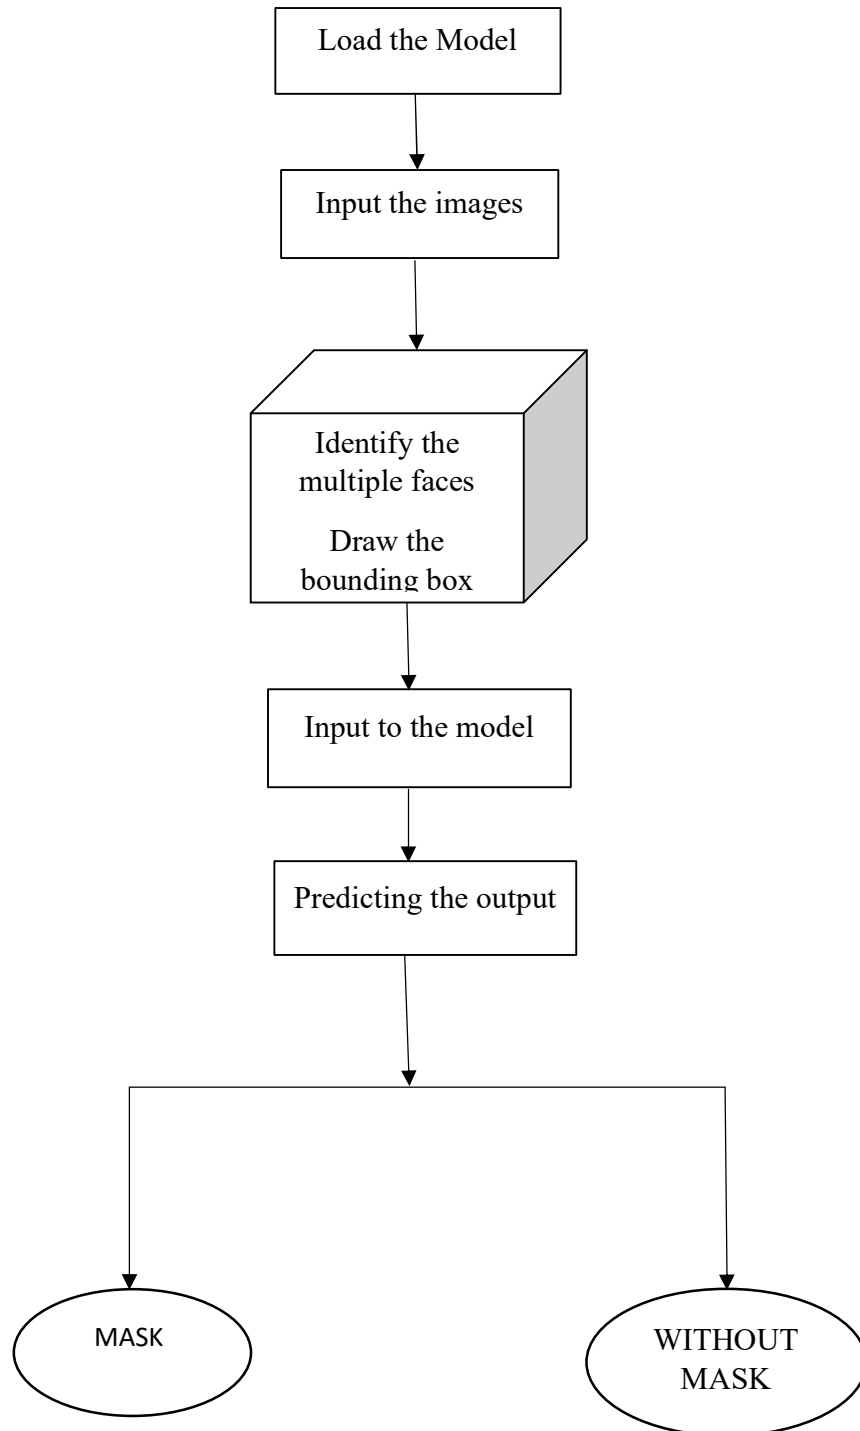 Load the Model
Input the images
Identify the
multiple faces
Draw the
bounding box
Input to the model
Predicting the output
MASK
WITHOUT
MASK